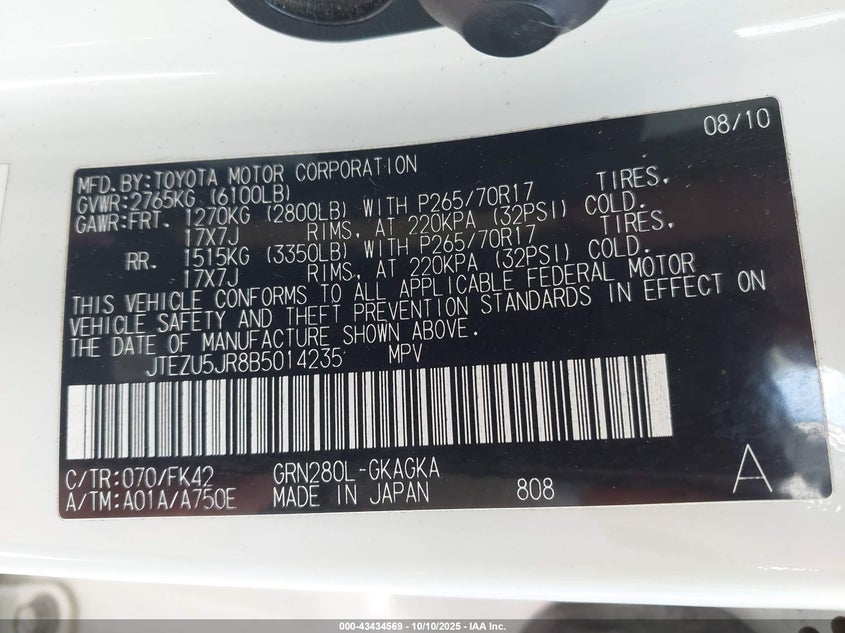 08/10
MFD. BY: TOYOTA MOTOR CORPORATION
GVWR: 2765KG (6100LB)
GAWR: FRT. 1270KG (2800LB) WITH P265/70R17 TIRES.
17X7J RIMS, AT 220KPA (32PSI) COLD.
RR. 1515KG (3350LB) WITH P265/70R17 TIRES.
17X7J RIMS, AT 220KPA (32PSI) COLD.
THIS VEHICLE CONFORMS TO ALL APPLICABLE FEDERAL MOTOR
VEHICLE SAFETY AND THEFT PREVENTION STANDARDS IN EFFECT ON
THE DATE OF MANUFACTURE SHOWN ABOVE.
JTEZU5JR8B5014235 MPV
C/TR: 070/FK42 GRN280L-GKAGKA
A/TM: A01A/A750E MADE IN JAPAN 808 A
000-43434569 • 10/10/2025 - IAA Inc.